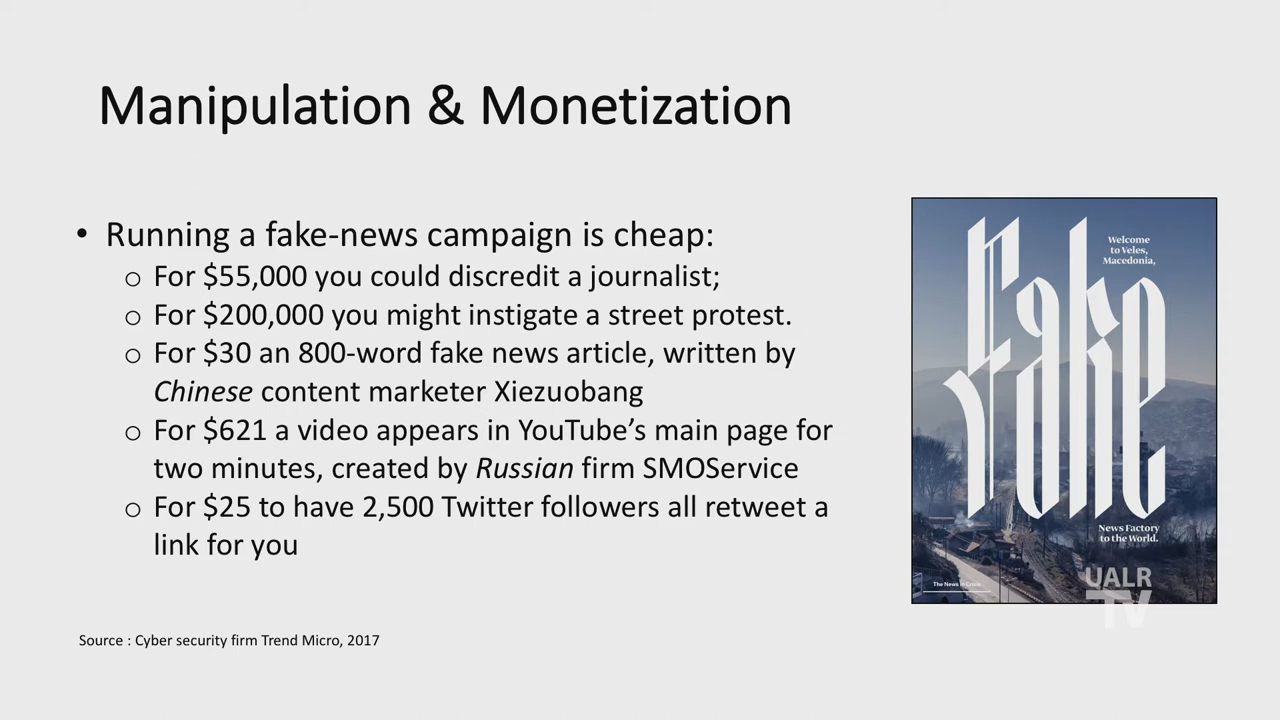 Manipulation & Monetization
• Running a fake-news campaign is cheap:
o For $55,000 you could discredit a journalist;
o For $200,000 you might instigate a street protest.
o For $30 an 800-word fake news article, written by
Chinese content marketer Xiezuobang
o For $621 a video appears in YouTube’s main page for
two minutes, created by Russian firm SMOService
o For $25 to have 2,500 Twitter followers all retweet a
link for you
Source : Cyber security firm Trend Micro, 2017
Welcome
to Veles,
Macedonia,
Fake
News Factory
to the World.
The News in Crisis
UALR
TV